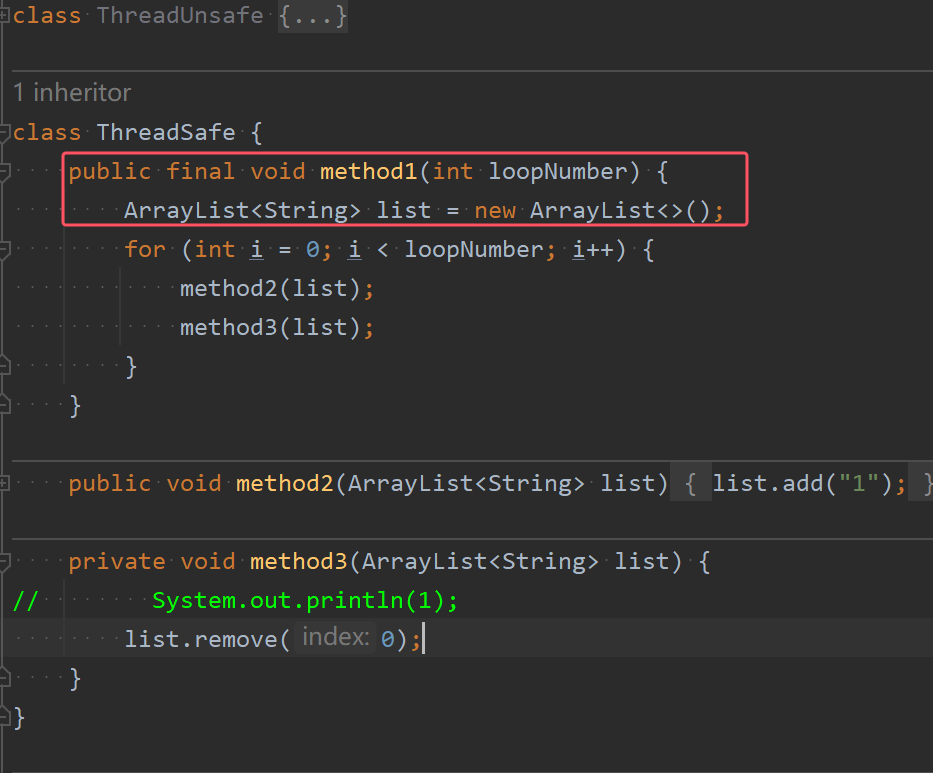 class ThreadUnsafe {...}
1 inheritor
class ThreadSafe {
public final void method1(int loopNumber) {
ArrayList<String> list = new ArrayList<>();
for (int i = 0; i < loopNumber; i++) {
method2(list);
method3(list);
}
}
public void method2(ArrayList<String> list) { list.add("1"); }
private void method3(ArrayList<String> list) {
// System.out.println(1);
list.remove( index: 0);
}
}